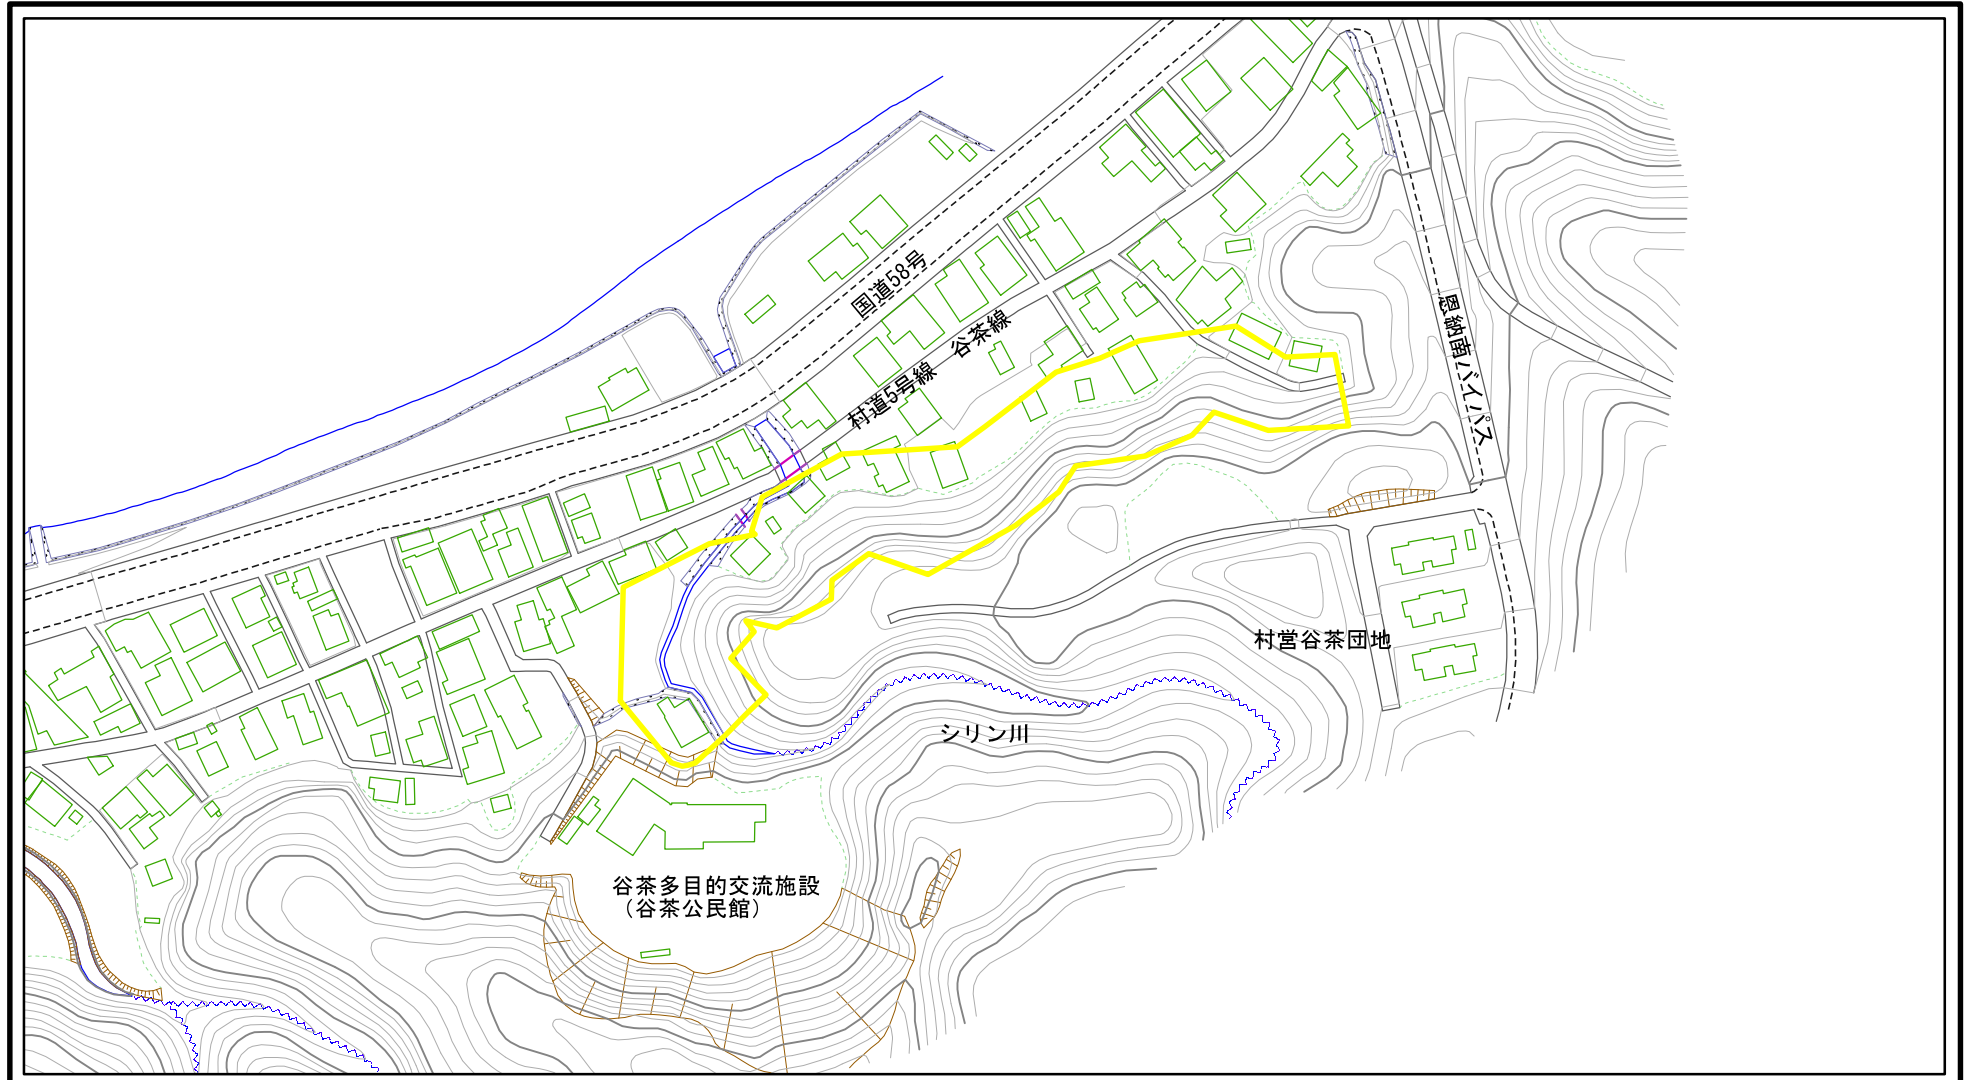 国道58号
村道5号線　谷茶線
恩納南バイパス
村営谷茶団地
シリン川
谷茶多目的交流施設
（谷茶公民館）